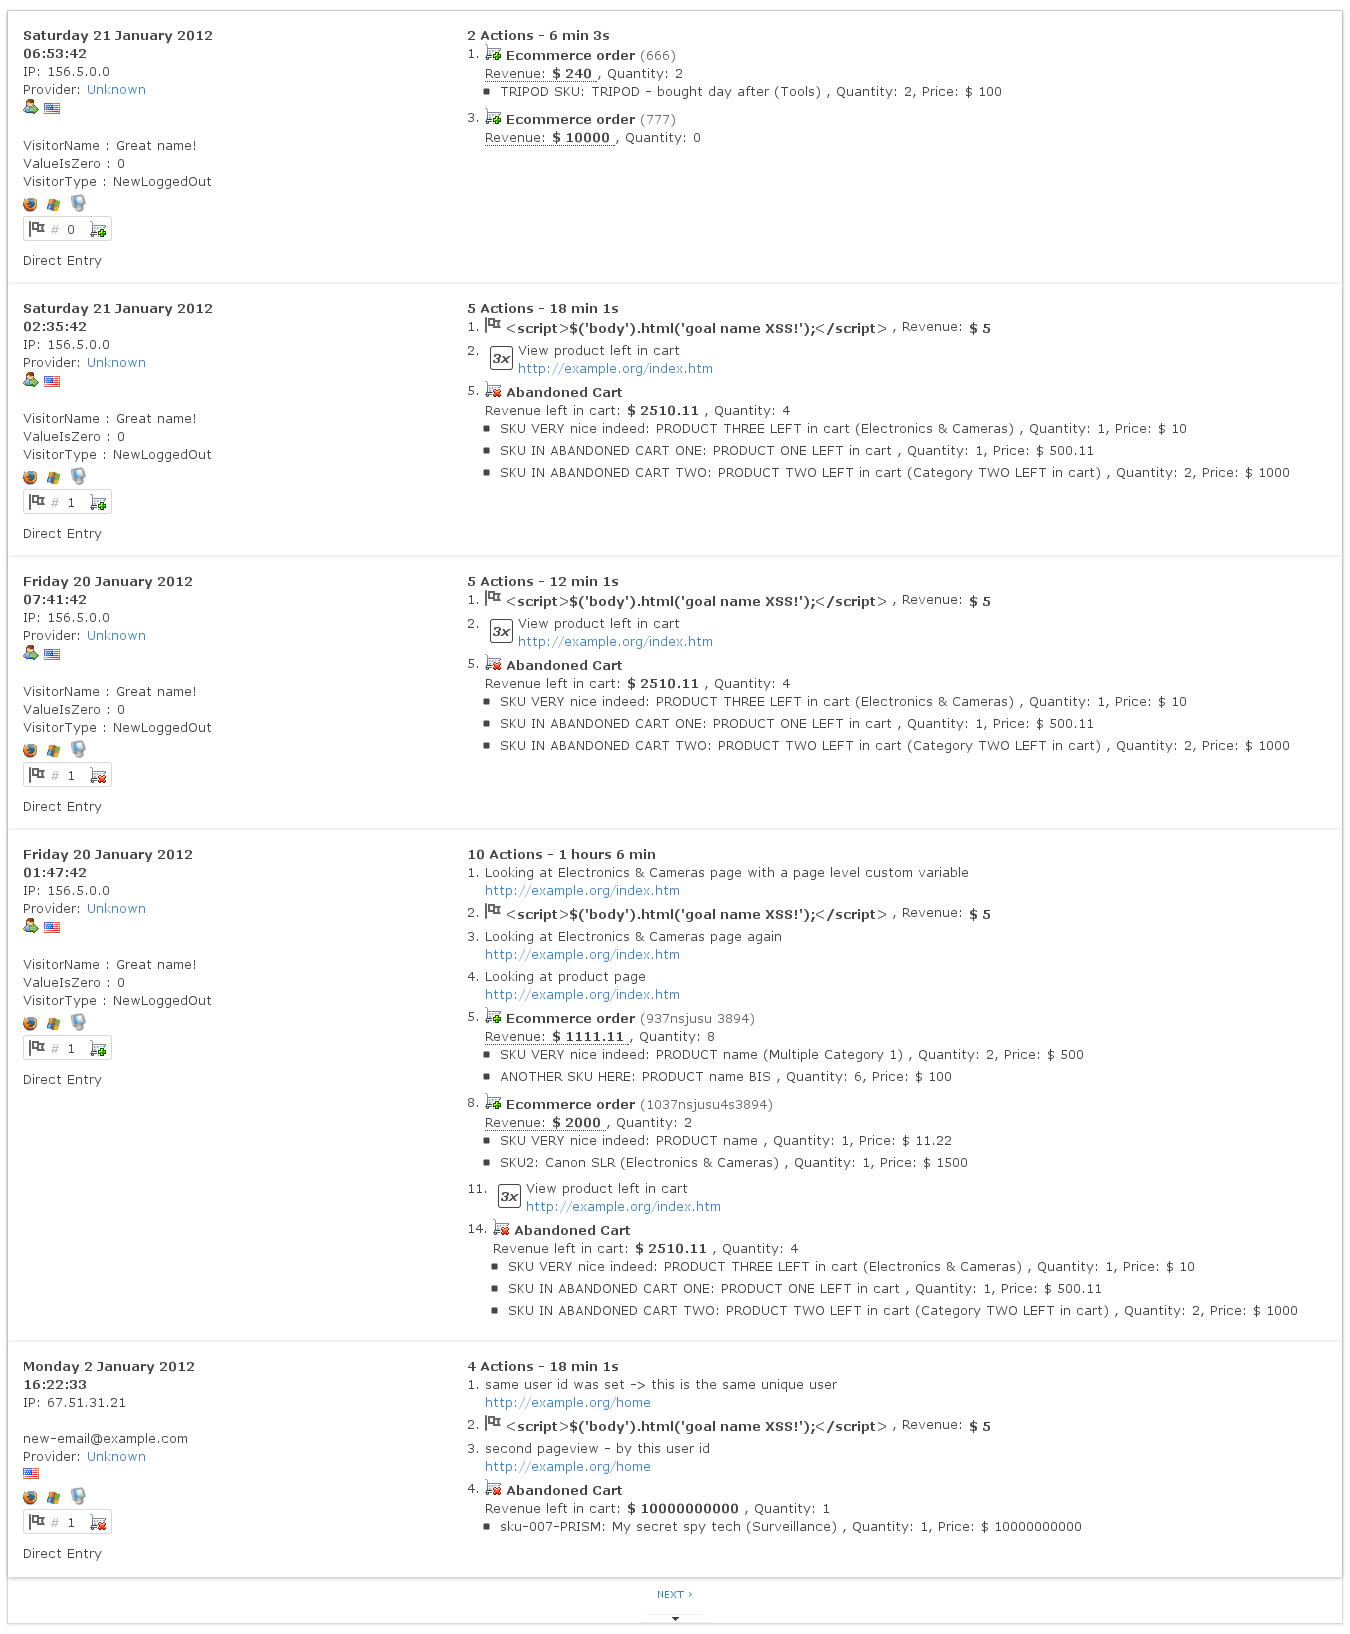 Saturday 21 January 2012
06:53:42
IP: 156.5.0.0
Provider: Unknown
VisitorName : Great name!
ValueIsZero : 0
VisitorType : NewLoggedOut
# 0
Direct Entry
2 Actions - 6 min 3s
1. Ecommerce order (666)
Revenue: $ 240 , Quantity: 2
TRIPOD SKU: TRIPOD - bought day after (Tools) , Quantity: 2, Price: $ 100
3. Ecommerce order (777)
Revenue: $ 10000 , Quantity: 0
Saturday 21 January 2012
02:35:42
IP: 156.5.0.0
Provider: Unknown
VisitorName : Great name!
ValueIsZero : 0
VisitorType : NewLoggedOut
# 1
Direct Entry
5 Actions - 18 min 1s
1. <script>$('body').html('goal name XSS!');</script> , Revenue: $ 5
2. 3x View product left in cart
http://example.org/index.htm
5. Abandoned Cart
Revenue left in cart: $ 2510.11 , Quantity: 4
SKU VERY nice indeed: PRODUCT THREE LEFT in cart (Electronics & Cameras) , Quantity: 1, Price: $ 10
SKU IN ABANDONED CART ONE: PRODUCT ONE LEFT in cart , Quantity: 1, Price: $ 500.11
SKU IN ABANDONED CART TWO: PRODUCT TWO LEFT in cart (Category TWO LEFT in cart) , Quantity: 2, Price: $ 1000
Friday 20 January 2012
07:41:42
IP: 156.5.0.0
Provider: Unknown
VisitorName : Great name!
ValueIsZero : 0
VisitorType : NewLoggedOut
# 1
Direct Entry
5 Actions - 12 min 1s
1. <script>$('body').html('goal name XSS!');</script> , Revenue: $ 5
2. 3x View product left in cart
http://example.org/index.htm
5. Abandoned Cart
Revenue left in cart: $ 2510.11 , Quantity: 4
SKU VERY nice indeed: PRODUCT THREE LEFT in cart (Electronics & Cameras) , Quantity: 1, Price: $ 10
SKU IN ABANDONED CART ONE: PRODUCT ONE LEFT in cart , Quantity: 1, Price: $ 500.11
SKU IN ABANDONED CART TWO: PRODUCT TWO LEFT in cart (Category TWO LEFT in cart) , Quantity: 2, Price: $ 1000
Friday 20 January 2012
01:47:42
IP: 156.5.0.0
Provider: Unknown
VisitorName : Great name!
ValueIsZero : 0
VisitorType : NewLoggedOut
# 1
Direct Entry
10 Actions - 1 hours 6 min
1. Looking at Electronics & Cameras page with a page level custom variable
http://example.org/index.htm
2. <script>$('body').html('goal name XSS!');</script> , Revenue: $ 5
3. Looking at Electronics & Cameras page again
http://example.org/index.htm
4. Looking at product page
http://example.org/index.htm
5. Ecommerce order (937nsjusu 3894)
Revenue: $ 1111.11 , Quantity: 8
SKU VERY nice indeed: PRODUCT name (Multiple Category 1) , Quantity: 2, Price: $ 500
ANOTHER SKU HERE: PRODUCT name BIS , Quantity: 6, Price: $ 100
8. Ecommerce order (1037nsjusu4s3894)
Revenue: $ 2000 , Quantity: 2
SKU VERY nice indeed: PRODUCT name , Quantity: 1, Price: $ 11.22
SKU2: Canon SLR (Electronics & Cameras) , Quantity: 1, Price: $ 1500
11. 3x View product left in cart
http://example.org/index.htm
14. Abandoned Cart
Revenue left in cart: $ 2510.11 , Quantity: 4
SKU VERY nice indeed: PRODUCT THREE LEFT in cart (Electronics & Cameras) , Quantity: 1, Price: $ 10
SKU IN ABANDONED CART ONE: PRODUCT ONE LEFT in cart , Quantity: 1, Price: $ 500.11
SKU IN ABANDONED CART TWO: PRODUCT TWO LEFT in cart (Category TWO LEFT in cart) , Quantity: 2, Price: $ 1000
Monday 2 January 2012
16:22:33
IP: 67.51.31.21
new-email@example.com
Provider: Unknown
# 1
Direct Entry
4 Actions - 18 min 1s
1. same user id was set -> this is the same unique user
http://example.org/home
2. <script>$('body').html('goal name XSS!');</script> , Revenue: $ 5
3. second pageview - by this user id
http://example.org/home
4. Abandoned Cart
Revenue left in cart: $ 10000000000 , Quantity: 1
sku-007-PRISM: My secret spy tech (Surveillance) , Quantity: 1, Price: $ 10000000000
NEXT ›